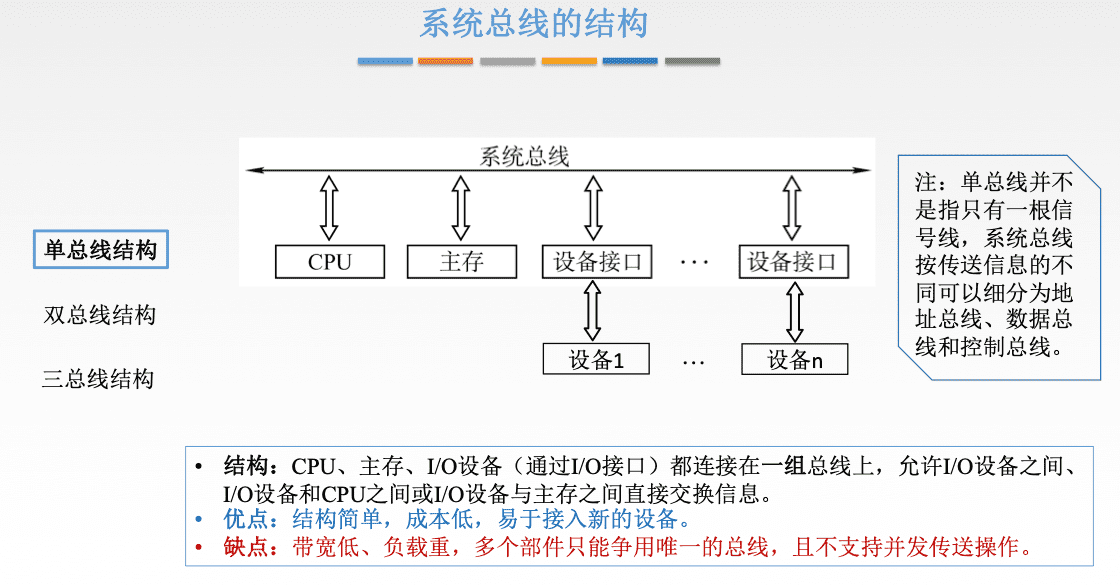 系统总线的结构
系统总线
CPU
主存
设备接口
···
设备接口
设备1
···
设备n
单总线结构
双总线结构
三总线结构
注：单总线并不
是指只有一根信
号线，系统总线
按传送信息的不
同可以细分为地
址总线、数据总
线和控制总线。
• 结构：CPU、主存、I/O设备（通过I/O接口）都连接在一组总线上，允许I/O设备之间、
I/O设备和CPU之间或I/O设备与主存之间直接交换信息。
• 优点：结构简单，成本低，易于接入新的设备。
• 缺点：带宽低、负载重，多个部件只能争用唯一的总线，且不支持并发传送操作。